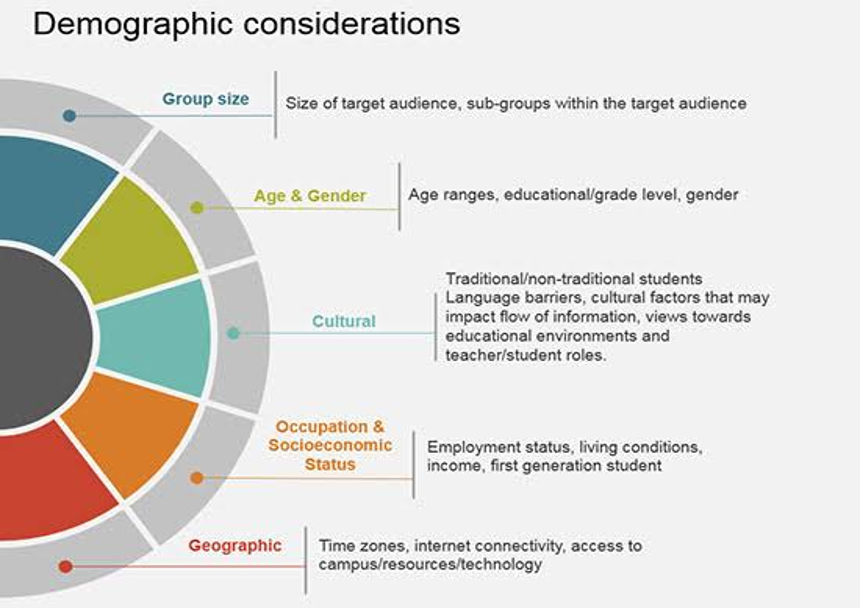 Demographic considerations
Group size
Size of target audience, sub-groups within the target audience
Age & Gender
Age ranges, educational/grade level, gender
Cultural
Traditional/non-traditional students
Language barriers, cultural factors that may
impact flow of information, views towards
educational environments and
teacher/student roles.
Occupation &
Socioeconomic
Status
Employment status, living conditions,
income, first generation student
Geographic
Time zones, internet connectivity, access to
campus/resources/technology